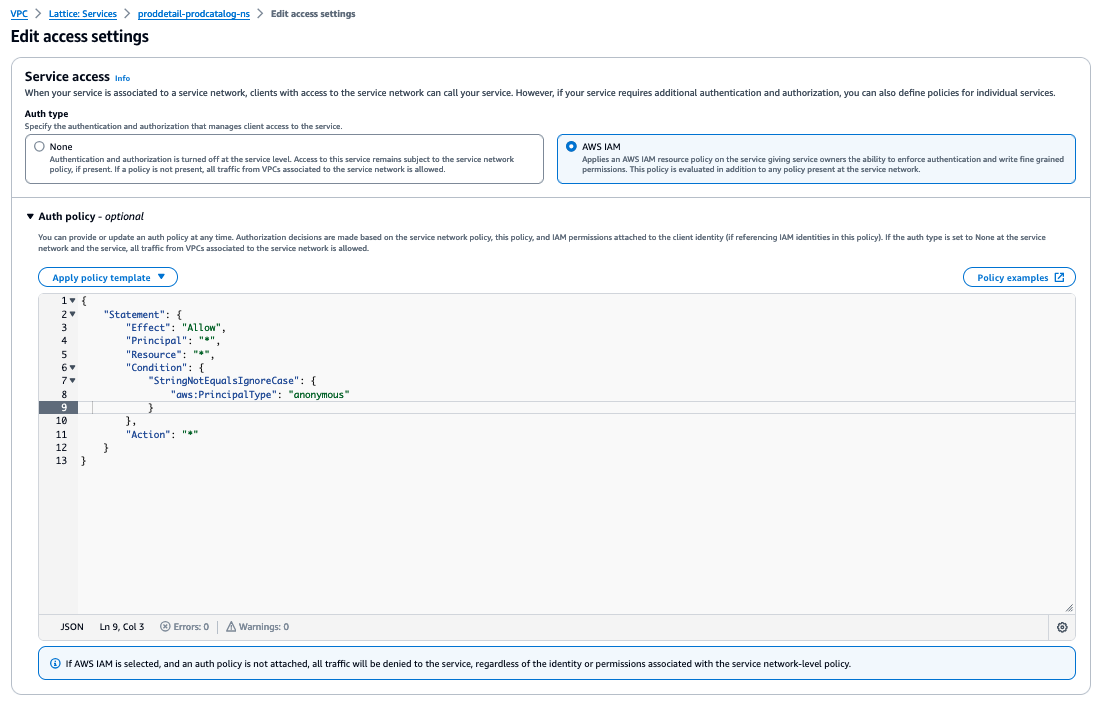 VPC > Lattice: Services > proddetail-prodcatalog-ns > Edit access settings
Edit access settings
Service access Info
When your service is associated to a service network, clients with access to the service network can call your service. However, if your service requires additional authentication and authorization, you can also define policies for individual services.
Auth type
Specify the authentication and authorization that manages client access to the service.
None
Authentication and authorization is turned off at the service level. Access to this service remains subject to the service network
policy, if present. If a policy is not present, all traffic from VPCs associated to the service network is allowed.
AWS IAM
Applies an AWS IAM resource policy on the service giving service owners the ability to enforce authentication and write fine grained
permissions. This policy is evaluated in addition to any policy present at the service network.
Auth policy - optional
You can provide or update an auth policy at any time. Authorization decisions are made based on the service network policy, this policy, and IAM permissions attached to the client identity (if referencing IAM identities in this policy). If the auth type is set to None at the service
network and the service, all traffic from VPCs associated to the service network is allowed.
Apply policy template
Policy examples
1 {
2 "Statement": {
3 "Effect": "Allow",
4 "Principal": "*",
5 "Resource": "*",
6 "Condition": {
7 "StringNotEqualsIgnoreCase": {
8 "aws:PrincipalType": "anonymous"
9 }
10 },
11 "Action": "*"
12 }
13 }
JSON Ln 9, Col 3 Errors: 0 Warnings: 0
If AWS IAM is selected, and an auth policy is not attached, all traffic will be denied to the service, regardless of the identity or permissions associated with the service network-level policy.